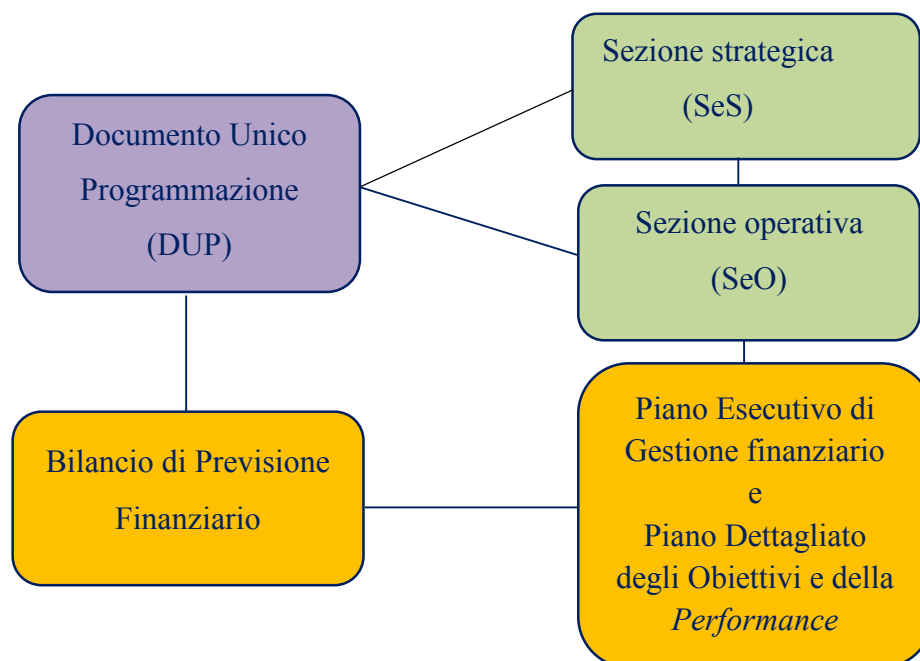 Sezione strategica
(SeS)
Documento Unico
Programmazione
(DUP)
Sezione operativa
(SeO)
Bilancio di Previsione
Finanziario
Piano Esecutivo di
Gestione finanziario
e
Piano Dettagliato
degli Obiettivi e della
Performance